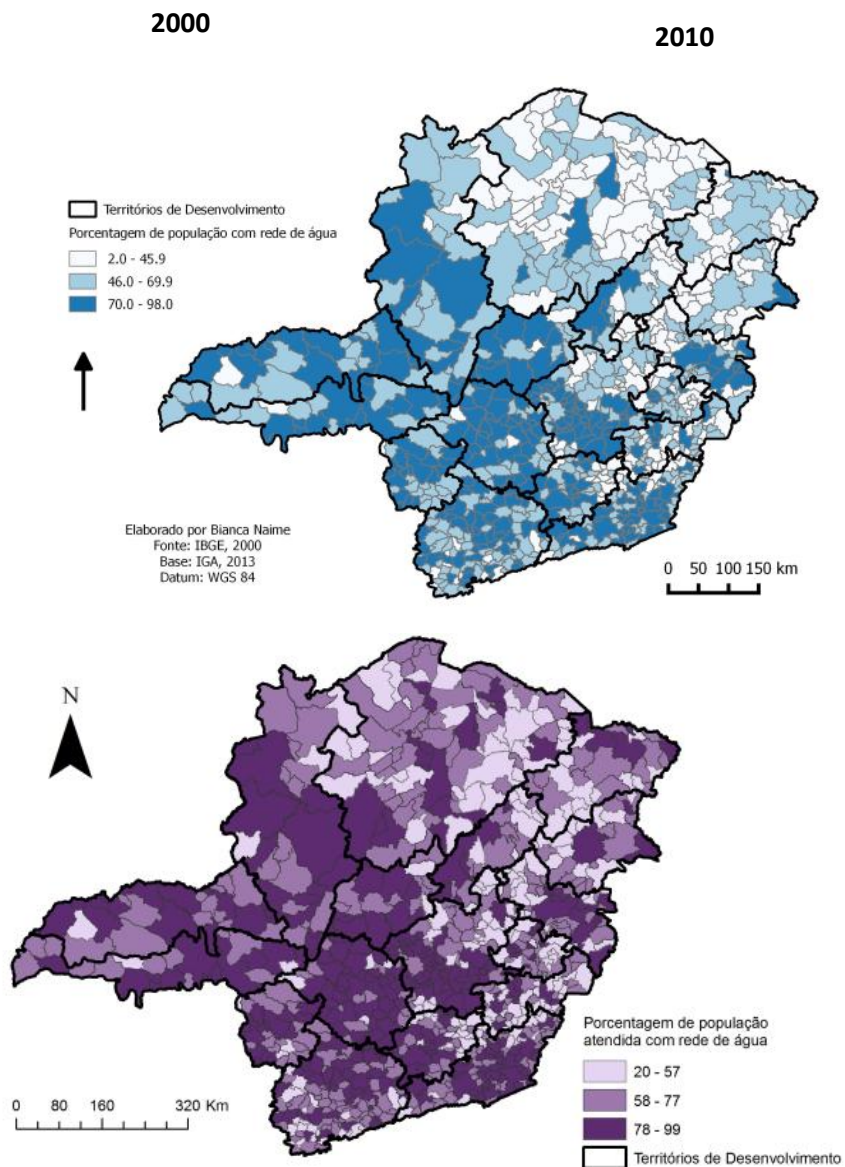 2000
2010
Territórios de Desenvolvimento
Porcentagem de população com rede de água
2.0 - 45.9
46.0 - 69.9
70.0 - 98.0
Elaborado por Bianca Naime
Fonte: IBGE, 2000
Base: IGA, 2013
Datum: WGS 84
0 50 100 150 km
N
Porcentagem de população
atendida com rede de água
20 - 57
58 - 77
78 - 99
Territórios de Desenvolvimento
0 80 160 320 Km